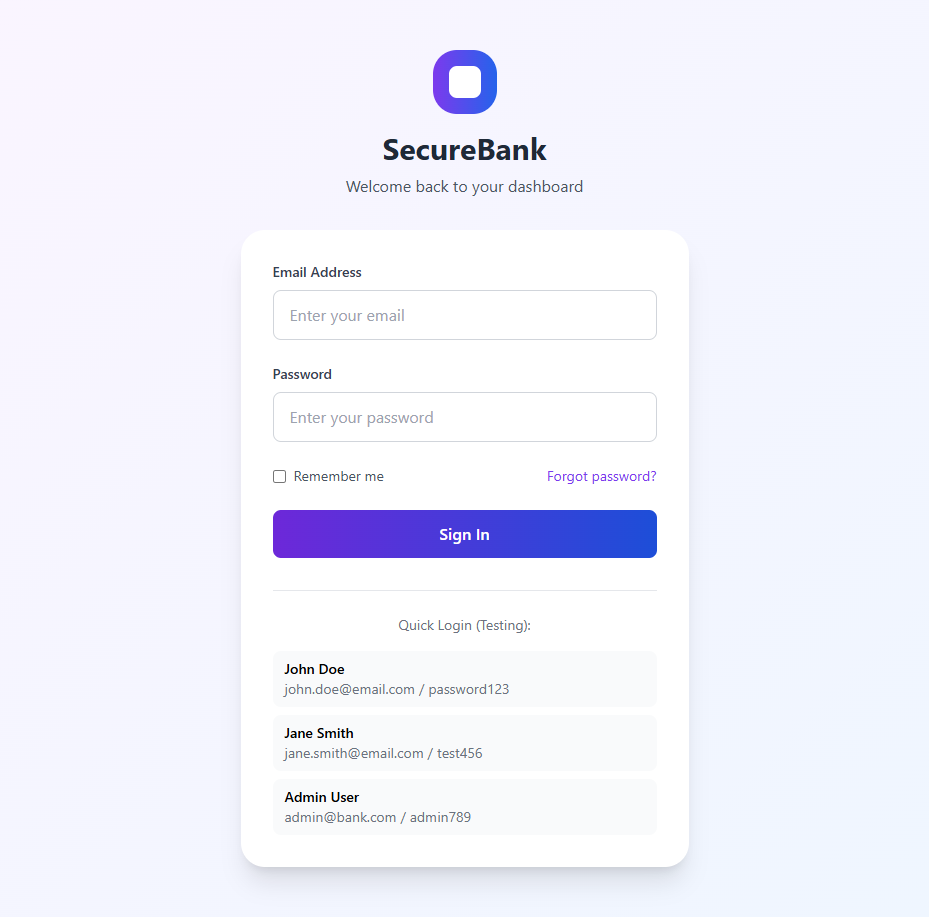 SecureBank
Welcome back to your dashboard
Email Address
Enter your email
Password
Enter your password
Remember me
Forgot password?
Sign In
Quick Login (Testing):
John Doe
john.doe@email.com / password123
Jane Smith
jane.smith@email.com / test456
Admin User
admin@bank.com / admin789